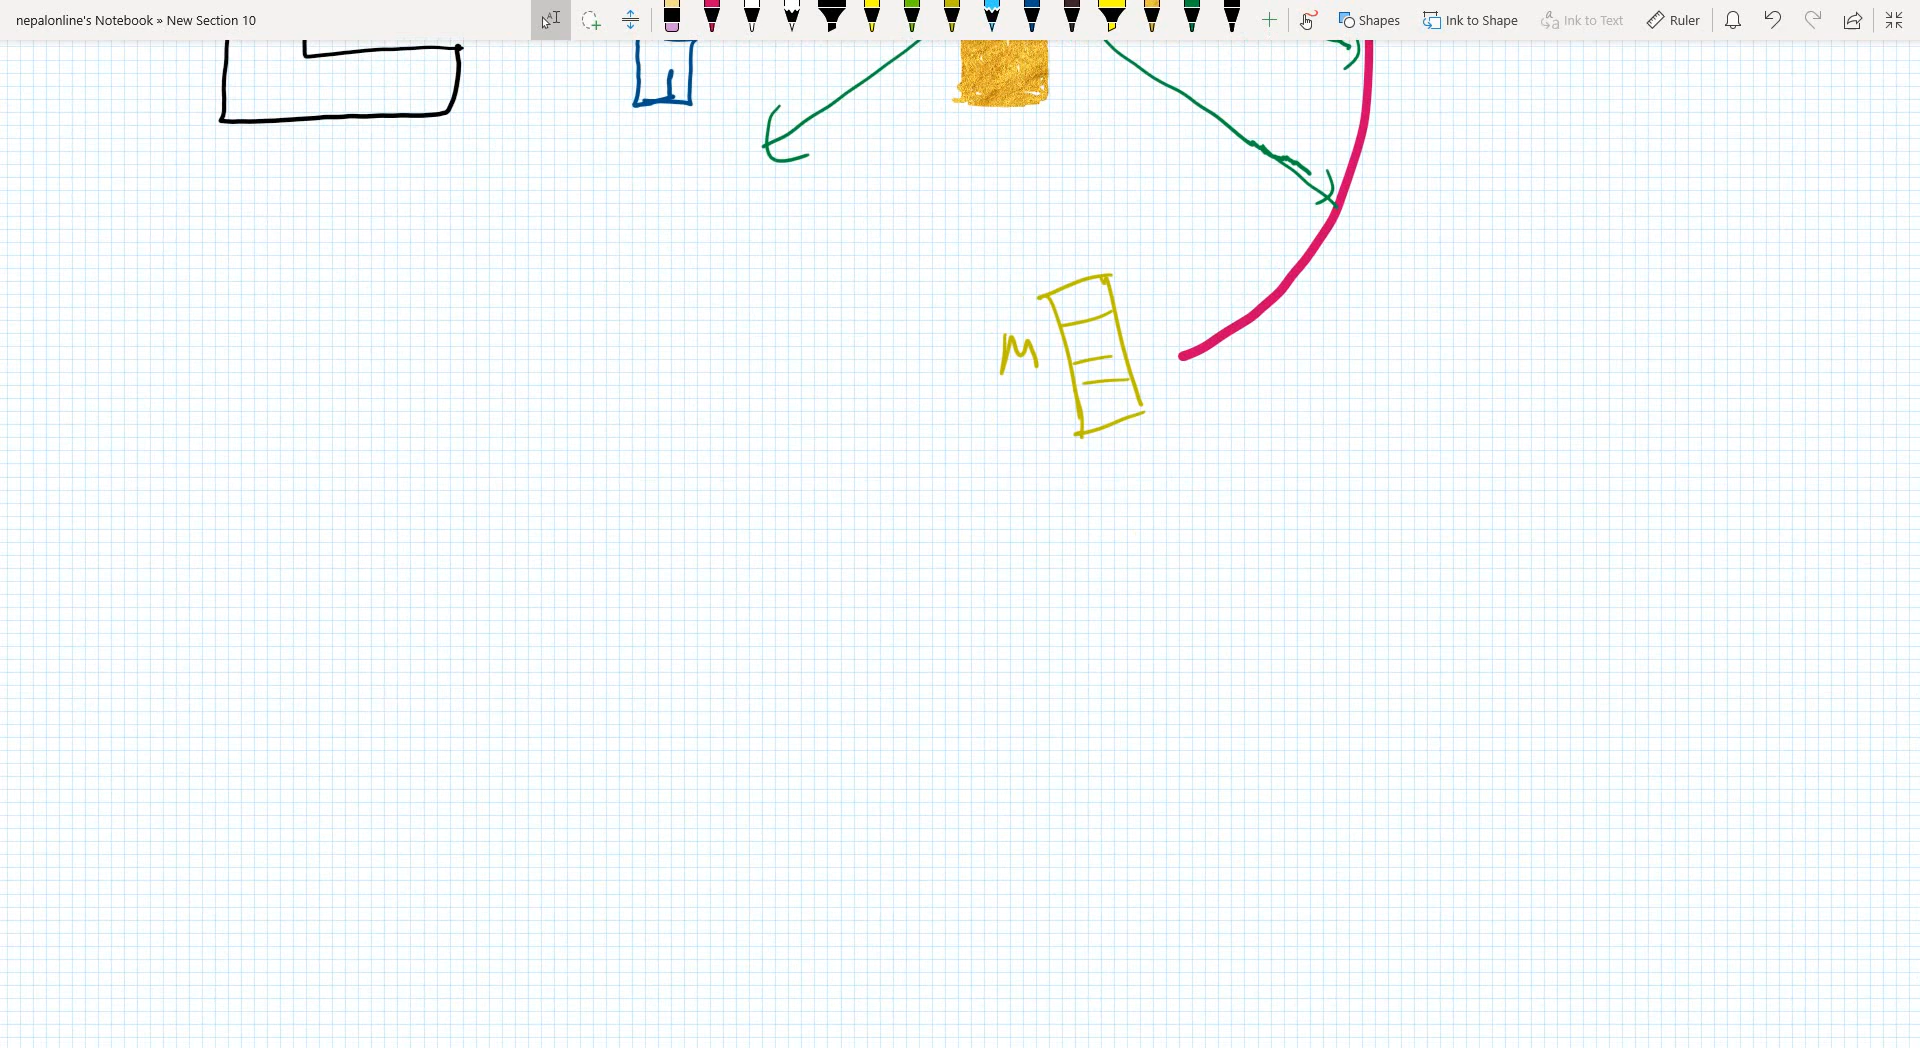 nepalonline's Notebook » New Section 10
Shapes
Ink to Shape
Ink to Text
Ruler
M